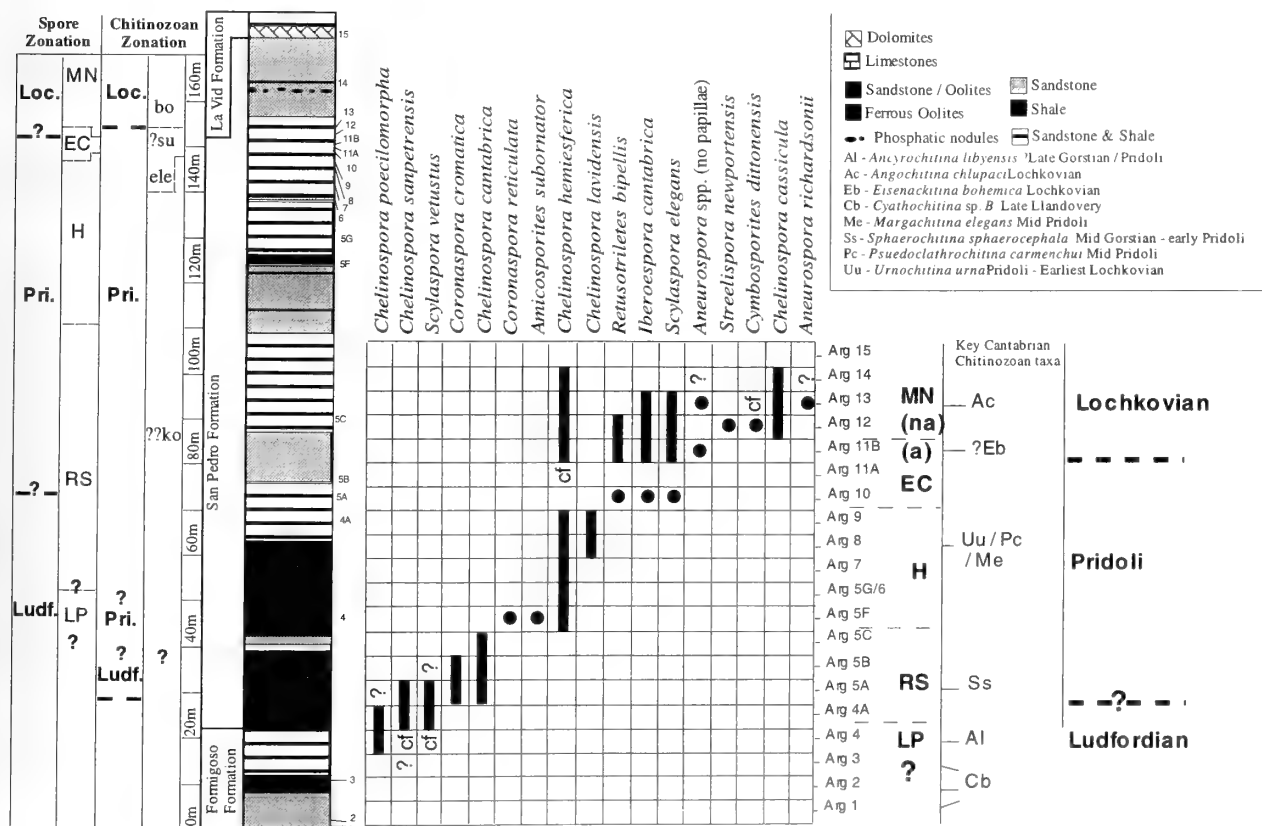 Spore Zonation
Chitinozoan Zonation
MN
Loc.
?
EC
H
Pri.
RS
?
?
Ludf.
LP
?
Loc.
bo
?su
ele
Pri.
??ko
?
Pri.
?
Ludf.
?
160m
140m
120m
100m
80m
60m
40m
20m
0m
La Vid Formation
San Pedro Formation
Formigoso Formation
15
14
13
12
11B
11A
10
9
8
7
6
5G
5F
5C
5B
5A
4A
4
3
2
Chelinospora poecilomorpha
Chelinospora sanpetrensis
Scylaspora vetustus
Coronaspora cromatica
Chelinospora cantabrica
Coronaspora reticulata
Amicosporites subornator
Chelinospora hemiesferica
Chelinospora lavidensis
Retusotriletes bipellis
Iberoespora cantabrica
Scylaspora elegans
Aneurospora spp. (no papillae)
Streelispora newportensis
Cymbosporites dittonensis
Chelinospora cassicula
Aneurospora richardsonii
? ?
cf
cf
? ?
cf cf
?
Arg 15
Arg 14
Arg 13
Arg 12
Arg 11B
Arg 11A
Arg 10
Arg 9
Arg 8
Arg 7
Arg 5G/6
Arg 5F
Arg 5C
Arg 5B
Arg 5A
Arg 4A
Arg 4
Arg 3
Arg 2
Arg 1
MN
(na)
(a)
EC
H
RS
LP
?
Key Cantabrian
Chitinozoan taxa
Ac
?Eb
Uu / Pc
/ Me
Ss
Al
Cb
Lochkovian
Pridoli
?
Ludfordian
Dolomites
Limestones
Sandstone / Oolites
Sandstone
Ferrous Oolites
Shale
Phosphatic nodules
Sandstone & Shale
Al - Ancyrochitina libyensis ?Late Gorstian / Pridoli
Ac - Angochitina chlupaci Lochkovian
Eb - Eisenackitina bohemica Lochkovian
Cb - Cyathochitina sp. B Late Llandovery
Me - Margachitina elegans Mid Pridoli
Ss - Sphaerochitina sphaerocephala Mid Gorstian - early Pridoli
Pc - Psuedoclathrochitina carmenchui Mid Pridoli
Uu - Urnochitina urna Pridoli - Earliest Lochkovian